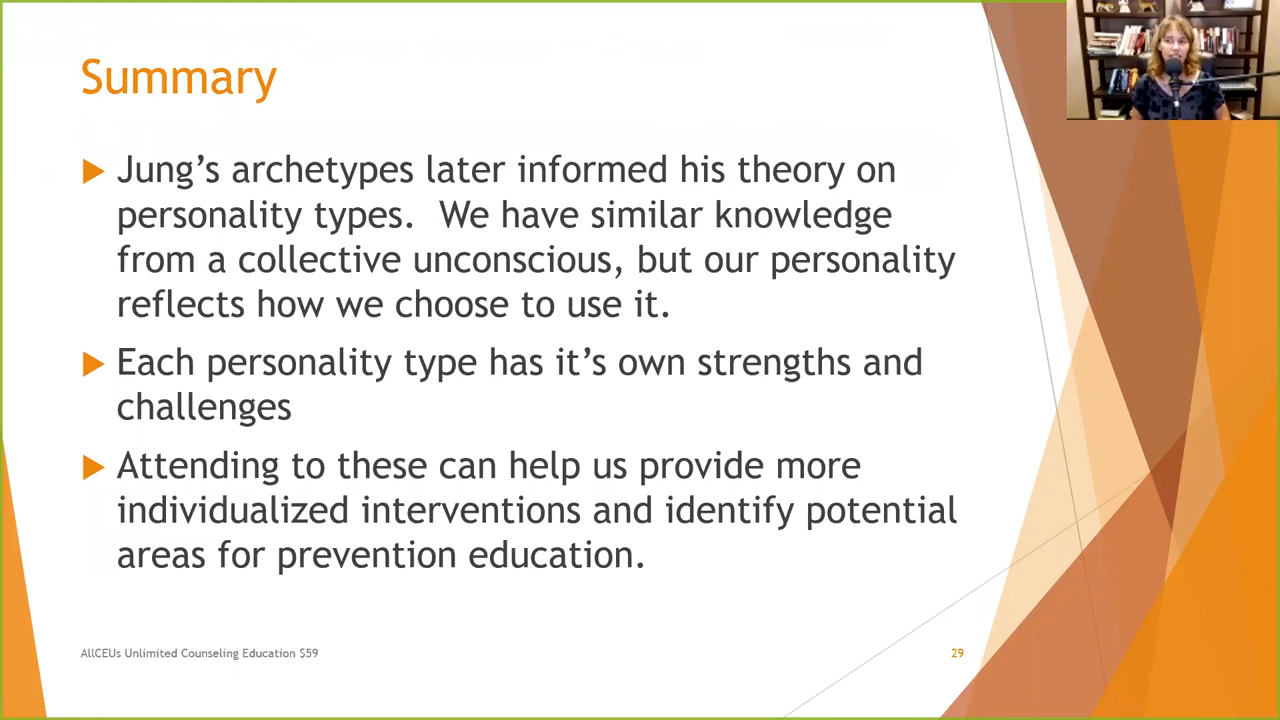 Summary
Jung’s archetypes later informed his theory on
personality types.  We have similar knowledge
from a collective unconscious, but our personality
reflects how we choose to use it.
Each personality type has it’s own strengths and
challenges
Attending to these can help us provide more
individualized interventions and identify potential
areas for prevention education.
AllCEUs Unlimited Counseling Education $59
29